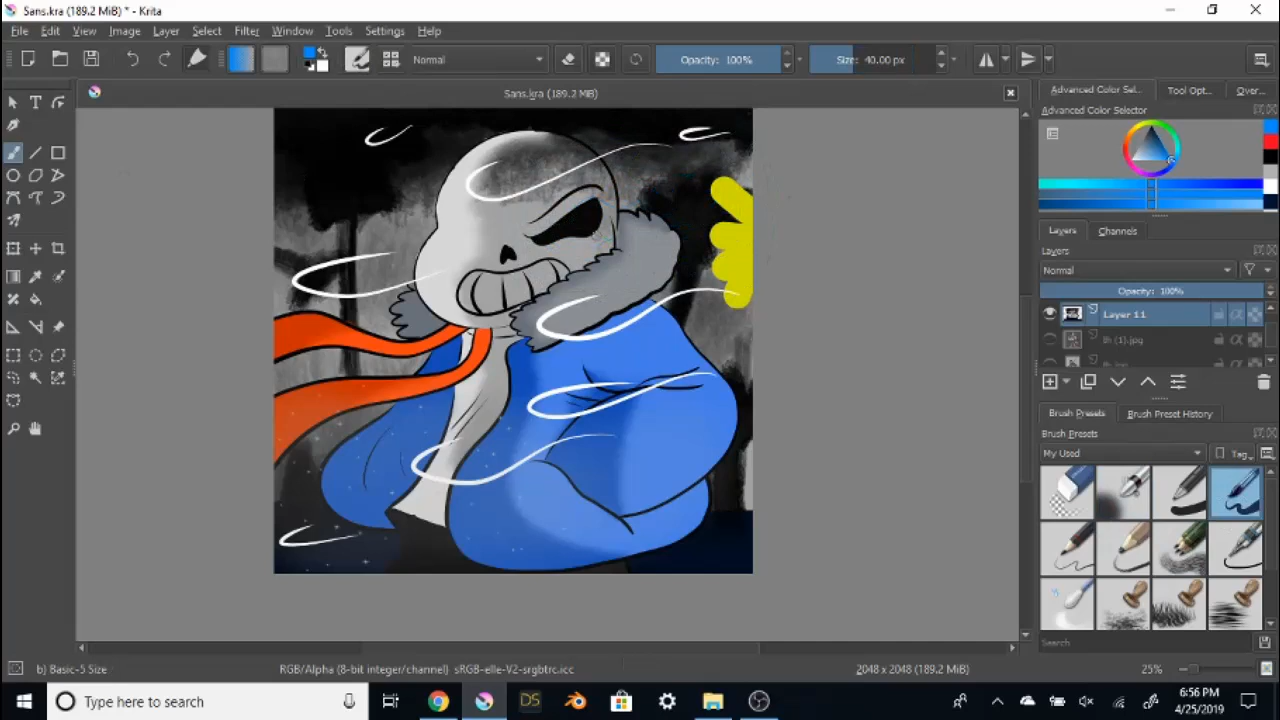 Sans.kra (189.2 MiB) * - Krita
File Edit View Image Layer Select Filter Tools Settings Window Help
Normal
Opacity: 100%
Size: 40.00 px
Sans.kra (189.2 MiB)
Advanced Color Sel...
Tool Opt...
Over...
Advanced Color Selector
Layers
Channels
Layers
Normal
Opacity: 100%
Layer 11
Brush Presets
Brush Preset History
Brush Presets
My Used
Tag
Search
b) Basic-5 Size
RGB/Alpha (8-bit integer/channel) sRGB-elle-V2-srgbtrc.icc
2048 x 2048 (189.2 MiB)
25%
Type here to search
DS
6:56 PM
4/25/2019